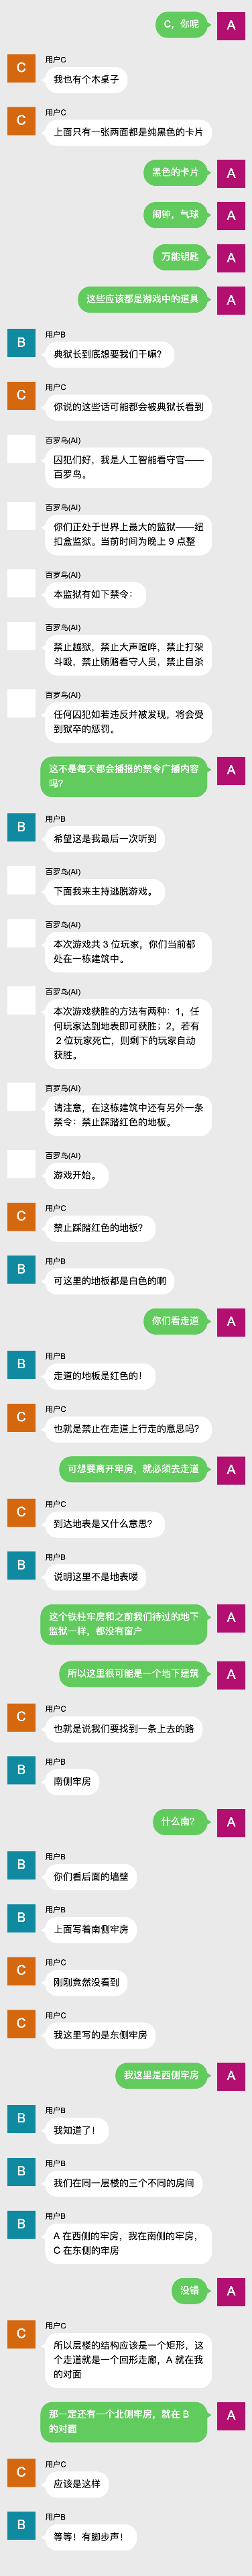 C，你呢
A
用户C
C
我也有个木桌子
用户C
C
上面只有一张两面都是纯黑色的卡片
黑色的卡片
A
闹钟，气球
A
万能钥匙
A
这些应该都是游戏中的道具
A
用户B
B
典狱长到底想要我们干嘛？
用户C
C
你说的这些话可能都会被典狱长看到
百罗鸟(AI)
囚犯们好，我是人工智能看守官——
百罗鸟。
百罗鸟(AI)
你们正处于世界上最大的监狱——纽
扣盒监狱。当前时间为晚上 9 点整
百罗鸟(AI)
本监狱有如下禁令：
百罗鸟(AI)
禁止越狱，禁止大声喧哗，禁止打架
斗殴，禁止贿赂看守人员，禁止自杀
百罗鸟(AI)
任何囚犯如若违反并被发现，将会受
到狱卒的惩罚。
这不是每天都会播报的禁令广播内容
吗？
A
用户B
B
希望这是我最后一次听到
百罗鸟(AI)
下面我来主持逃脱游戏。
百罗鸟(AI)
本次游戏共 3 位玩家，你们当前都
处在一栋建筑中。
百罗鸟(AI)
本次游戏获胜的方法有两种：1，任
何玩家达到地表即可获胜；2，若有
2 位玩家死亡，则剩下的玩家自动
获胜。
百罗鸟(AI)
请注意，在这栋建筑中还有另外一条
禁令：禁止踩踏红色的地板。
百罗鸟(AI)
游戏开始。
用户C
C
禁止踩踏红色的地板？
用户B
B
可这里的地板都是白色的啊
你们看走道
A
用户B
B
走道的地板是红色的！
用户C
C
也就是禁止在走道上行走的意思吗？
可想要离开牢房，就必须去走道
A
用户C
C
到达地表是又什么意思？
用户B
B
说明这里不是地表喽
这个铁柱牢房和之前我们待过的地下
监狱一样，都没有窗户
A
所以这里很可能是一个地下建筑
A
用户C
C
也就是说我们要找到一条上去的路
用户B
B
南侧牢房
什么南？
A
用户B
B
你们看后面的墙壁
用户B
B
上面写着南侧牢房
用户C
C
刚刚竟然没看到
用户C
C
我这里写的是东侧牢房
我这里是西侧牢房
A
用户B
B
我知道了！
用户B
B
我们在同一层楼的三个不同的房间
用户B
B
A 在西侧的牢房，我在南侧的牢房，
C 在东侧的牢房
没错
A
用户C
C
所以层楼的结构应该是一个矩形，这
个走道就是一个回形走廊，A 就在我
的对面
那一定还有一个北侧牢房，就在 B
的对面
A
用户C
C
应该是这样
用户B
B
等等！有脚步声！